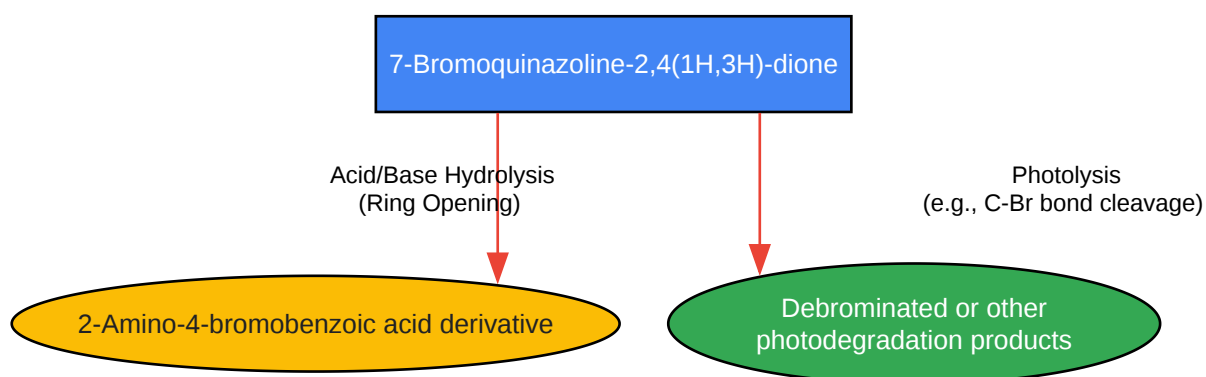 7-Bromoquinazoline-2,4(1H,3H)-dione
Acid/Base Hydrolysis
(Ring Opening)
Photolysis
(e.g., C-Br bond cleavage)
2-Amino-4-bromobenzoic acid derivative
Debrominated or other
photodegradation products